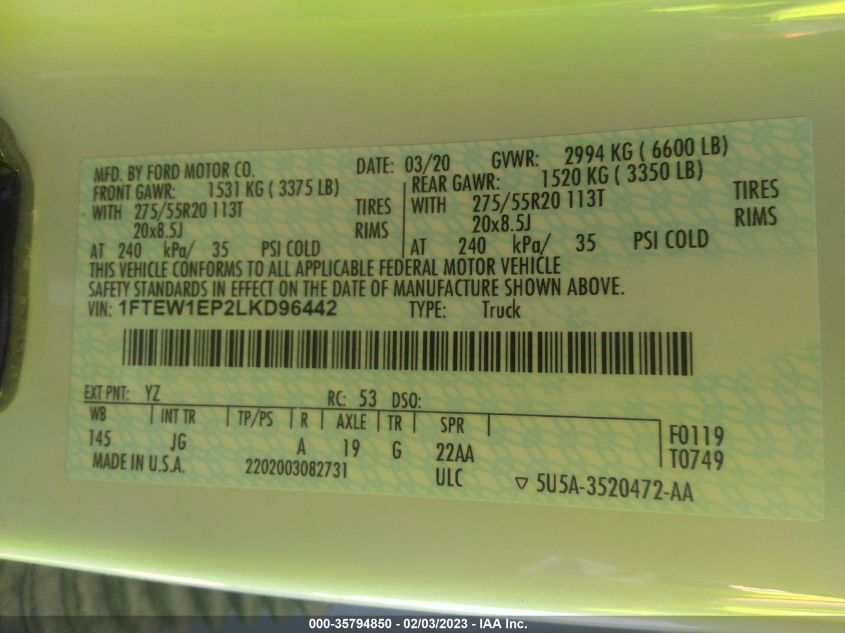 MFD. BY FORD MOTOR CO. DATE: 03/20 GVWR: 2994 KG ( 6600 LB)
FRONT GAWR: 1531 KG ( 3375 LB) REAR GAWR: 1520 KG ( 3350 LB)
WITH 275/55R20 113T TIRES WITH 275/55R20 113T TIRES
20x8.5J RIMS 20x8.5J RIMS
AT 240 kPa/ 35 PSI COLD AT 240 kPa/ 35 PSI COLD
THIS VEHICLE CONFORMS TO ALL APPLICABLE FEDERAL MOTOR VEHICLE
SAFETY STANDARDS IN EFFECT ON THE DATE OF MANUFACTURE SHOWN ABOVE.
VIN: 1FTEW1EP2LKD96442 TYPE: Truck
EXT PNT: YZ RC: 53 DSO:
WB INT TR TP/PS R AXLE TR SPR
145 JG A 19 G 22AA F0119
T0749
MADE IN U.S.A. 2202003082731 ULC 5U5A-3520472-AA
000-35794850 - 02/03/2023 - IAA Inc.